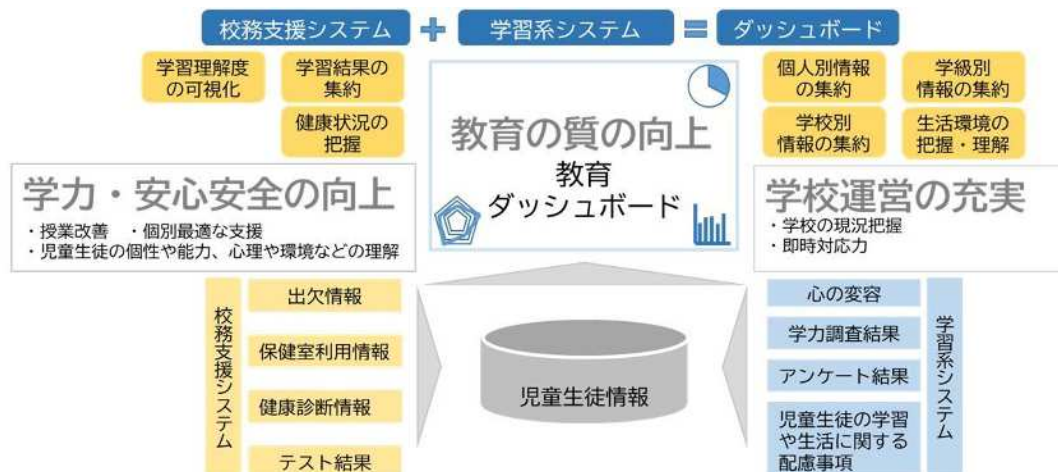 校務支援システム + 学習系システム = ダッシュボード
学習理解度
の可視化
学習結果の
集約
健康状況の
把握
教育の質の向上
教育
ダッシュボード
個人別情報
の集約
学級別
情報の集約
学校別
情報の集約
生活環境の
把握・理解
学力・安心安全の向上
・授業改善 ・個別最適な支援
・児童生徒の個性や能力、心理や環境などの理解
学校運営の充実
・学校の現況把握
・即時対応力
校務支援システム
出欠情報
保健室利用情報
健康診断情報
テスト結果
児童生徒情報
心の変容
学力調査結果
アンケート結果
児童生徒の学習
や生活に関する
配慮事項
学習系システム